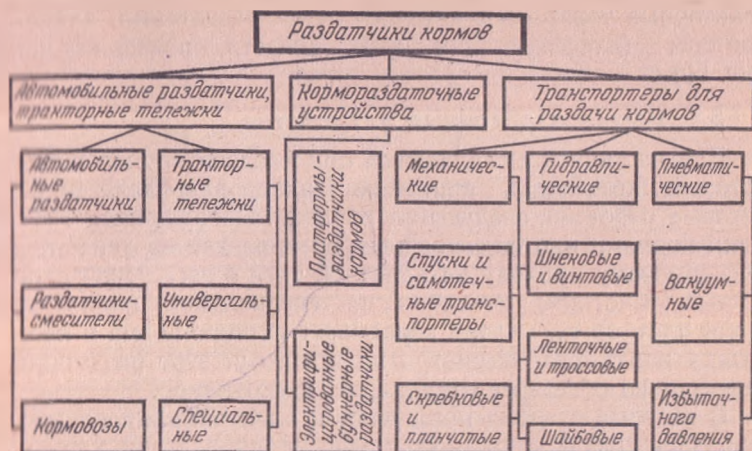 Раздатчики кормов
Автомобильные раздатчики,
тракторные тележки
Кормораздаточные
устройства
Транспортеры для
раздачи кормов
Автомобиль-
ные
раздатчики
Трактор-
ные
тележки
Платформы-
раздатчики
кормов
Механичес-
кие
Гидравли-
ческие
Пневмати-
ческие
Раздатчики-
смесители
Универсаль-
ные
Спуски и
самотеч-
ные транс-
портеры
Шнековые
и винтовые
Вакуум-
ные
Ленточные
и троссовые
Кормовозы
Специаль-
ные
Электрифи-
цированные
бункерные
раздатчики
Скребковые
и
планчатые
Шайбовые
Избыточ-
ного
давления